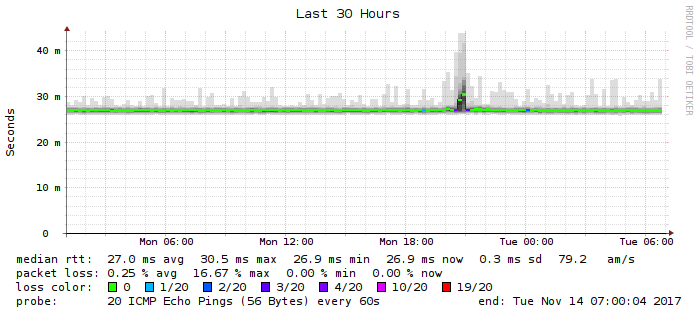 Last 30 Hours
RRDTOOL / TOBI OETIKER
Seconds
40 m
30 m
20 m
10 m
0
Mon 06:00 Mon 12:00 Mon 18:00 Tue 00:00 Tue 06:00
median rtt: 27.0 ms avg 30.5 ms max 26.9 ms min 26.9 ms now 0.3 ms sd 79.2 am/s
packet loss: 0.25 % avg 16.67 % max 0.00 % min 0.00 % now
loss color: 0 1/20 2/20 3/20 4/20 10/20 19/20
probe: 20 ICMP Echo Pings (56 Bytes) every 60s end: Tue Nov 14 07:00:04 2017